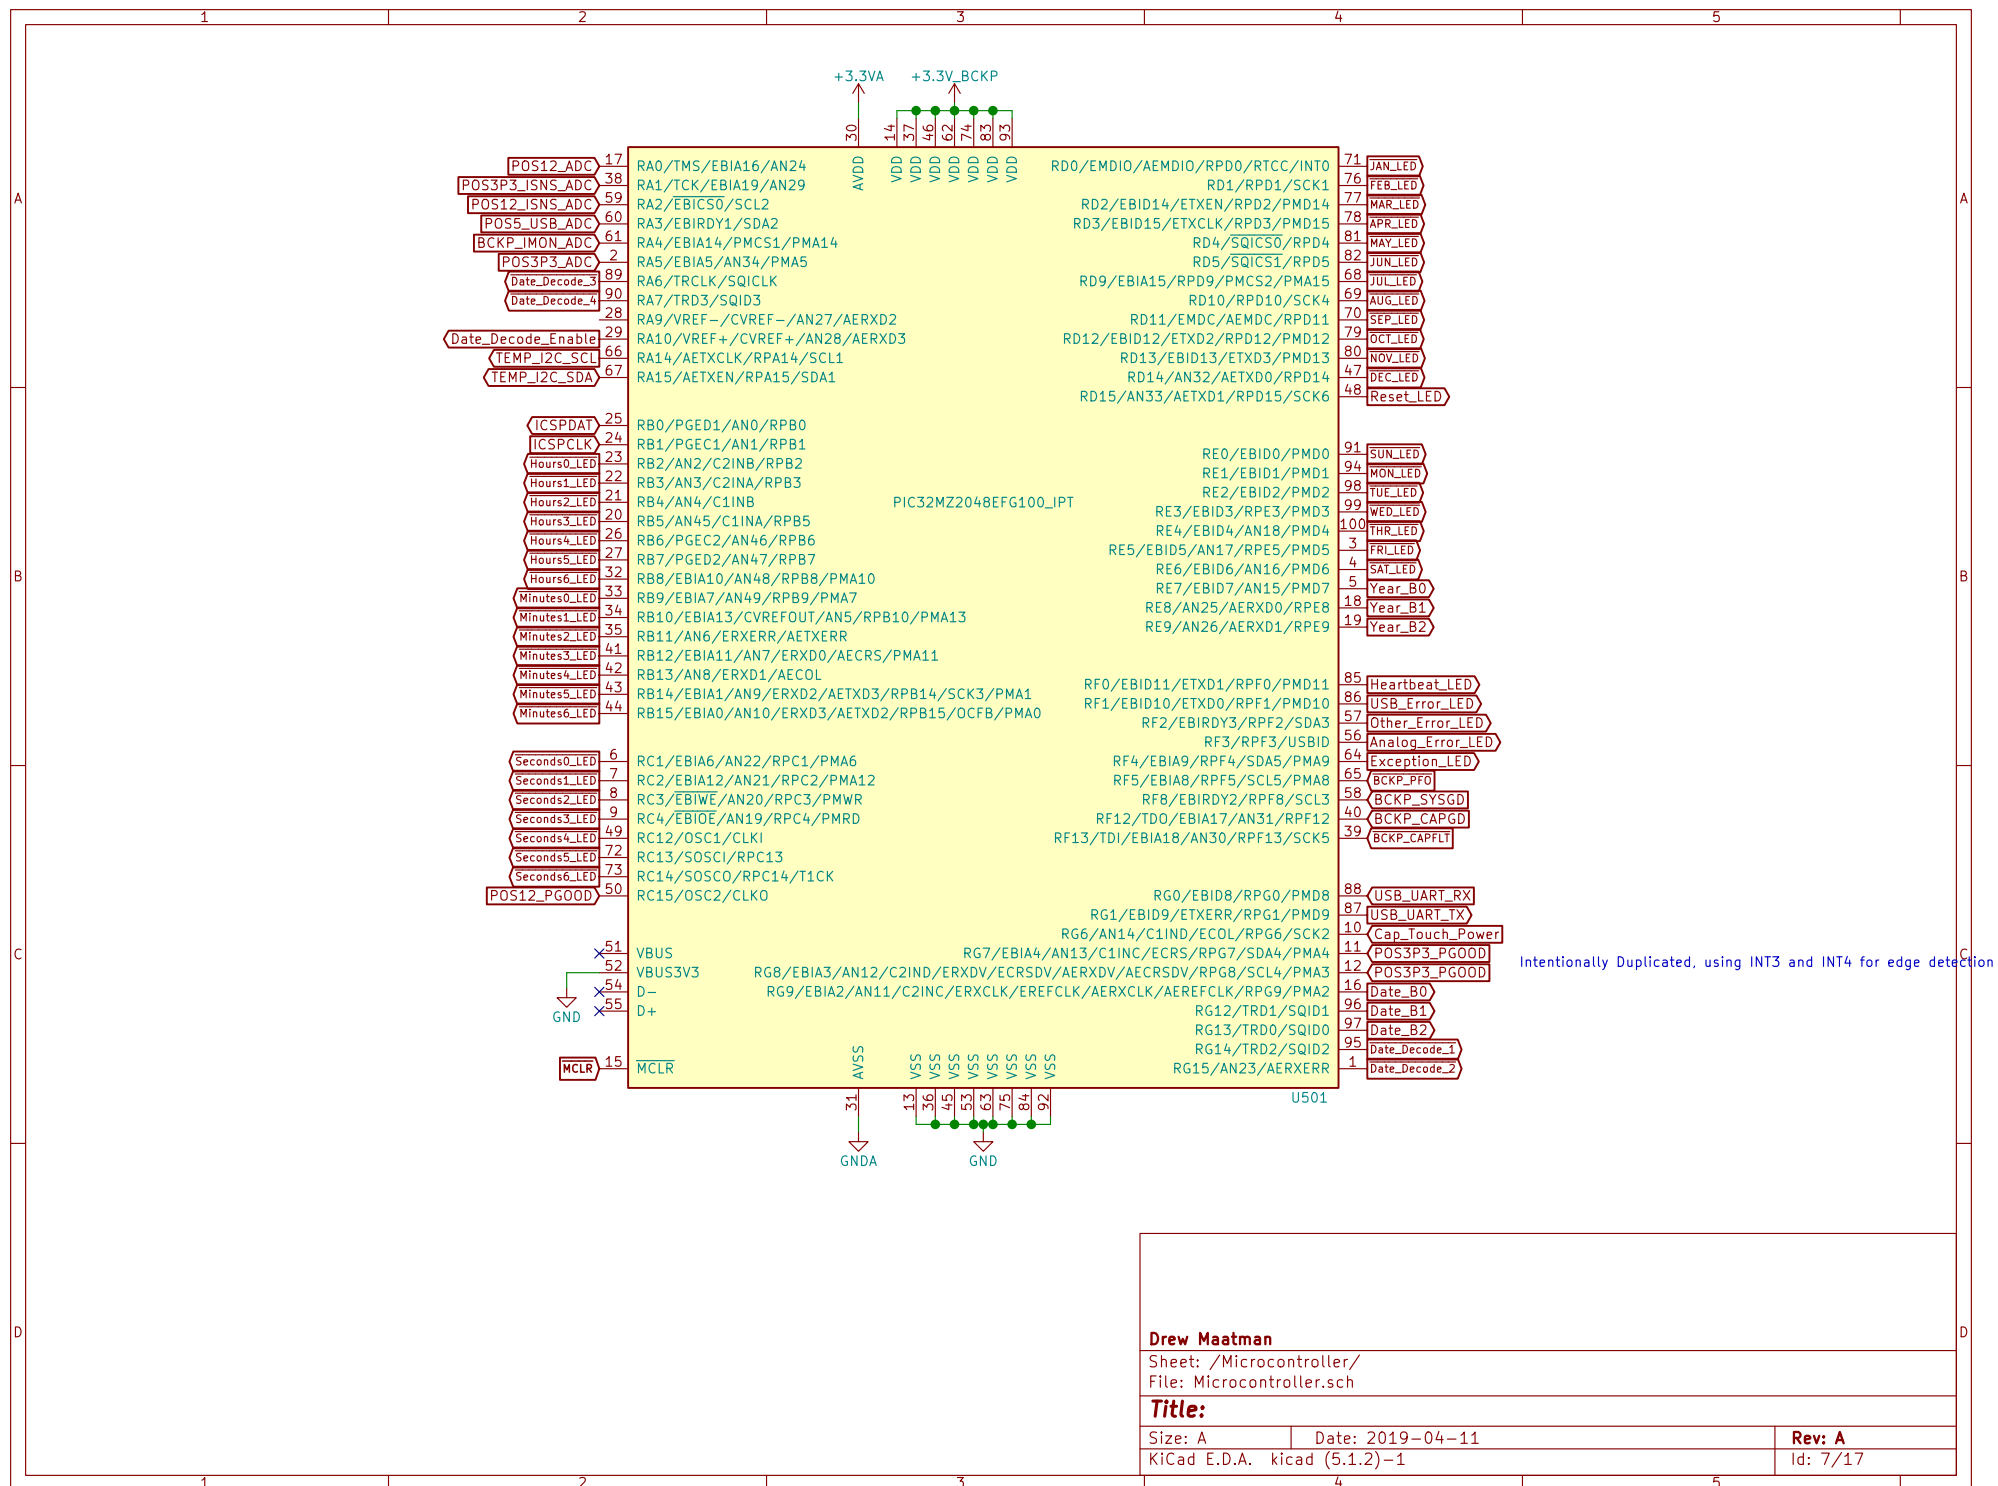 1 2 3 4 5
+3.3VA +3.3V_BCKP
30 14 37 46 62 74 83 93
AVDD VDD VDD VDD VDD VDD VDD VDD
POS12_ADC 17 RA0/TMS/EBIA16/AN24 RD0/EMDIO/AEMDIO/RPD0/RTCC/INT0 71 JAN_LED
POS3P3_ISNS_ADC 38 RA1/TCK/EBIA19/AN29 RD1/RPD1/SCK1 76 FEB_LED
A POS12_ISNS_ADC 59 RA2/EBICS0/SCL2 RD2/EBID14/ETXEN/RPD2/PMD14 77 MAR_LED A
POS5_USB_ADC 60 RA3/EBIRDY1/SDA2 RD3/EBID15/ETXCLK/RPD3/PMD15 78 APR_LED
BCKP_IMON_ADC 61 RA4/EBIA14/PMCS1/PMA14 RD4/SQICS0/RPD4 81 MAY_LED
POS3P3_ADC 2 RA5/EBIA5/AN34/PMA5 RD5/SQICS1/RPD5 82 JUN_LED
Date_Decode_3 89 RA6/TRCLK/SQICLK RD9/EBIA15/RPD9/PMCS2/PMA15 68 JUL_LED
Date_Decode_4 90 RA7/TRD3/SQID3 RD10/RPD10/SCK4 69 AUG_LED
28 RA9/VREF-/CVREF-/AN27/AERXD2 RD11/EMDC/AEMDC/RPD11 70 SEP_LED
Date_Decode_Enable 29 RA10/VREF+/CVREF+/AN28/AERXD3 RD12/EBID12/ETXD2/RPD12/PMD12 79 OCT_LED
TEMP_I2C_SCL 66 RA14/AETXCLK/RPA14/SCL1 RD13/EBID13/ETXD3/PMD13 80 NOV_LED
TEMP_I2C_SDA 67 RA15/AETXEN/RPA15/SDA1 RD14/AN32/AETXD0/RPD14 47 DEC_LED
RD15/AN33/AETXD1/RPD15/SCK6 48 Reset_LED
ICSPDAT 25 RB0/PGED1/AN0/RPB0
ICSPCLK 24 RB1/PGEC1/AN1/RPB1 RE0/EBID0/PMD0 91 SUN_LED
Hours0_LED 23 RB2/AN2/C2INB/RPB2 RE1/EBID1/PMD1 94 MON_LED
Hours1_LED 22 RB3/AN3/C2INA/RPB3 RE2/EBID2/PMD2 98 TUE_LED
Hours2_LED 21 RB4/AN4/C1INB PIC32MZ2048EFG100_IPT RE3/EBID3/RPE3/PMD3 99 WED_LED
Hours3_LED 20 RB5/AN45/C1INA/RPB5 RE4/EBID4/AN18/PMD4 100 THR_LED
Hours4_LED 26 RB6/PGEC2/AN46/RPB6 RE5/EBID5/AN17/RPE5/PMD5 3 FRI_LED
Hours5_LED 27 RB7/PGED2/AN47/RPB7 RE6/EBID6/AN16/PMD6 4 SAT_LED
B Hours6_LED 32 RB8/EBIA10/AN48/RPB8/PMA10 RE7/EBID7/AN15/PMD7 5 Year_B0 B
Minutes0_LED 33 RB9/EBIA7/AN49/RPB9/PMA7 RE8/AN25/AERXD0/RPE8 18 Year_B1
Minutes1_LED 34 RB10/EBIA13/CVREFOUT/AN5/RPB10/PMA13 RE9/AN26/AERXD1/RPE9 19 Year_B2
Minutes2_LED 35 RB11/AN6/ERXERR/AETXERR
Minutes3_LED 41 RB12/EBIA11/AN7/ERXD0/AECRS/PMA11
Minutes4_LED 42 RB13/AN8/ERXD1/AECOL RF0/EBID11/ETXD1/RPF0/PMD11 85 Heartbeat_LED
Minutes5_LED 43 RB14/EBIA1/AN9/ERXD2/AETXD3/RPB14/SCK3/PMA1 RF1/EBID10/ETXD0/RPF1/PMD10 86 USB_Error_LED
Minutes6_LED 44 RB15/EBIA0/AN10/ERXD3/AETXD2/RPB15/OCFB/PMA0 RF2/EBIRDY3/RPF2/SDA3 57 Other_Error_LED
RF3/RPF3/USBID 56 Analog_Error_LED
Seconds0_LED 6 RC1/EBIA6/AN22/RPC1/PMA6 RF4/EBIA9/RPF4/SDA5/PMA9 64 Exception_LED
Seconds1_LED 7 RC2/EBIA12/AN21/RPC2/PMA12 RF5/EBIA8/RPF5/SCL5/PMA8 65 BCKP_PFO
Seconds2_LED 8 RC3/EBIWE/AN20/RPC3/PMWR RF8/EBIRDY2/RPF8/SCL3 58 BCKP_SYSGD
Seconds3_LED 9 RC4/EBIOE/AN19/RPC4/PMRD RF12/TDO/EBIA17/AN31/RPF12 40 BCKP_CAPGD
Seconds4_LED 49 RC12/OSC1/CLKI RF13/TDI/EBIA18/AN30/RPF13/SCK5 39 BCKP_CAPFLT
Seconds5_LED 72 RC13/SOSCI/RPC13
Seconds6_LED 73 RC14/SOSCO/RPC14/T1CK
POS12_PGOOD 50 RC15/OSC2/CLKO RG0/EBID8/RPG0/PMD8 88 USB_UART_RX
RG1/EBID9/ETXERR/RPG1/PMD9 87 USB_UART_TX
RG6/AN14/C1IND/ECOL/RPG6/SCK2 10 Cap_Touch_Power
C 51 VBUS RG7/EBIA4/AN13/C1INC/ECRS/RPG7/SDA4/PMA4 11 POS3P3_PGOOD C
Intentionally Duplicated, using INT3 and INT4 for edge detection
52 VBUS3V3 RG8/EBIA3/AN12/C2IND/ERXDV/ECRSDV/AERXDV/AECRSDV/RPG8/SCL4/PMA3 12 POS3P3_PGOOD
54 D- RG9/EBIA2/AN11/C2INC/ERXCLK/EREFCLK/AERXCLK/AEREFCLK/RPG9/PMA2 16 Date_B0
GND 55 D+ RG12/TRD1/SQID1 96 Date_B1
RG13/TRD0/SQID0 97 Date_B2
RG14/TRD2/SQID2 95 Date_Decode_1
MCLR 15 MCLR RG15/AN23/AERXERR 1 Date_Decode_2
AVSS VSS VSS VSS VSS VSS VSS VSS VSS
U501
31 13 36 45 53 63 75 84 92
GNDA GND
D Drew Maatman D
Sheet: /Microcontroller/
File: Microcontroller.sch
Title:
Size: A Date: 2019-04-11 Rev: A
KiCad E.D.A. kicad (5.1.2)-1 Id: 7/17
1 2 3 4 5